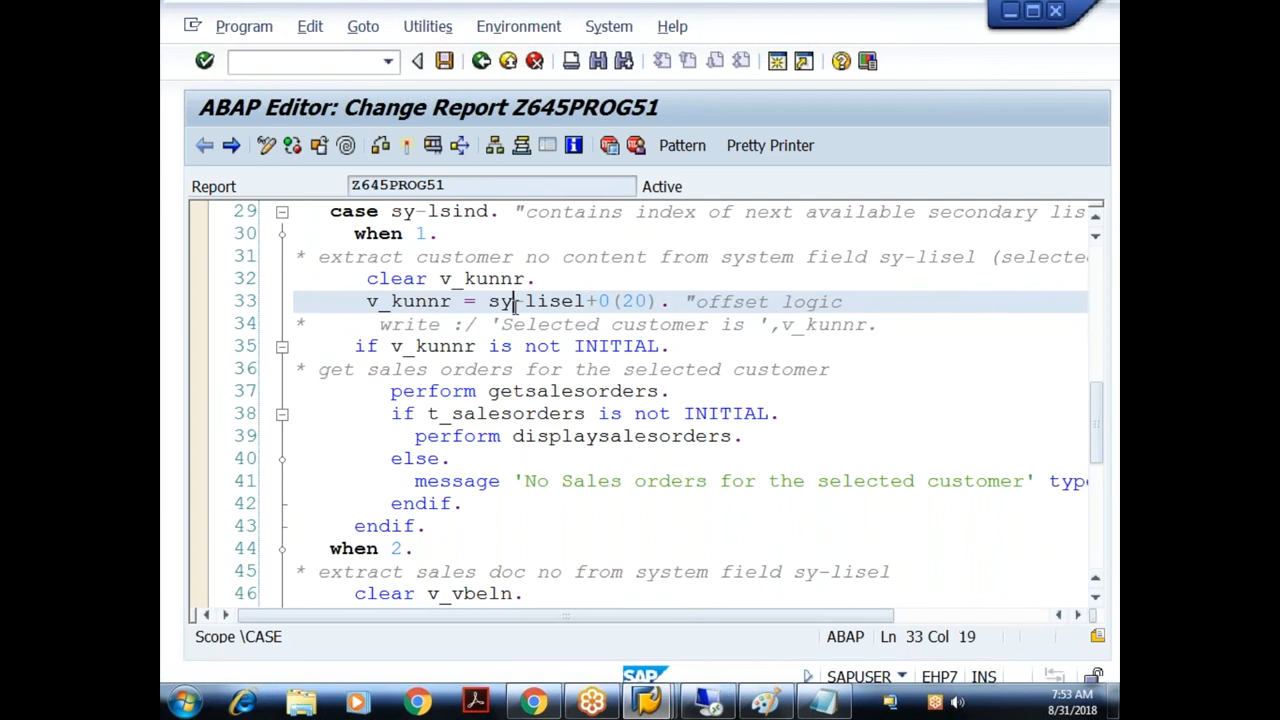 Program Edit Goto Utilities Environment System Help
ABAP Editor: Change Report Z645PROG51
Pattern Pretty Printer
Report Z645PROG51 Active
29 case sy-lsind. "contains index of next available secondary lis
30 when 1.
31 * extract customer no content from system field sy-lisel (selected
32 clear v_kunnr.
33 v_kunnr = sy-lisel+0(20). "offset logic
34 * write :/ 'Selected customer is ',v_kunnr.
35 if v_kunnr is not INITIAL.
36 * get sales orders for the selected customer
37 perform getsalesorders.
38 if t_salesorders is not INITIAL.
39 perform displaysalesorders.
40 else.
41 message 'No Sales orders for the selected customer' type
42 endif.
43 endif.
44 when 2.
45 * extract sales doc no from system field sy-lisel
46 clear v_vbeln.
Scope \CASE ABAP Ln 33 Col 19
SAP SAPUSER EHP7 INS
7:53 AM
8/31/2018